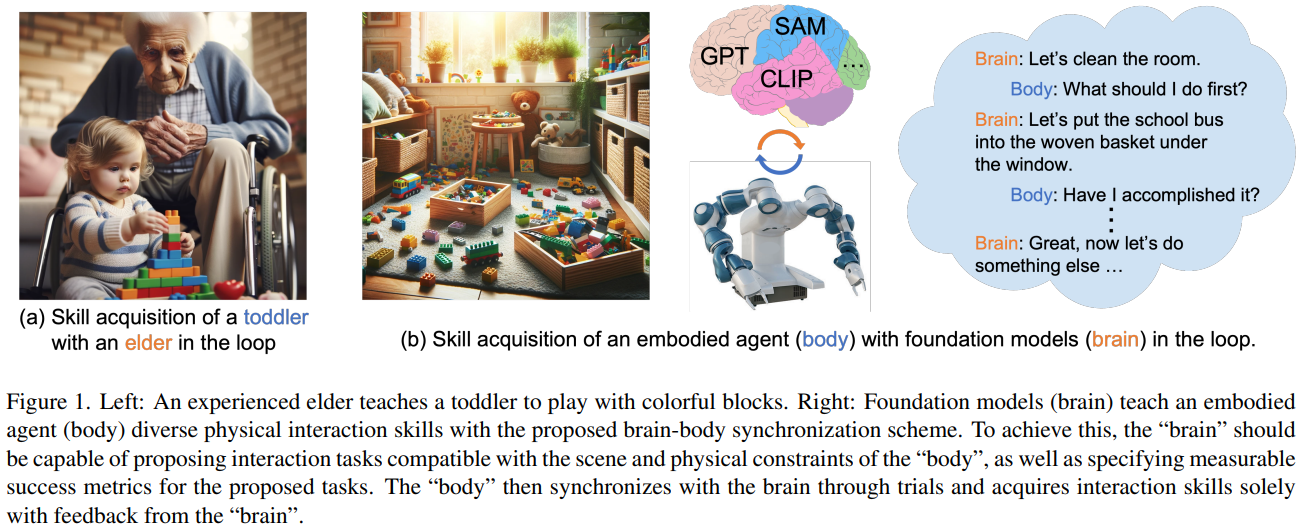 GPT
SAM
CLIP
...
Brain: Let's clean the room.
Body: What should I do first?
Brain: Let's put the school bus
into the woven basket under
the window.
Body: Have I accomplished it?
⋮
Brain: Great, now let's do
something else …
(a) Skill acquisition of a toddler
with an elder in the loop
(b) Skill acquisition of an embodied agent (body) with foundation models (brain) in the loop.
Figure 1. Left: An experienced elder teaches a toddler to play with colorful blocks. Right: Foundation models (brain) teach an embodied
agent (body) diverse physical interaction skills with the proposed brain-body synchronization scheme. To achieve this, the “brain” should
be capable of proposing interaction tasks compatible with the scene and physical constraints of the “body”, as well as specifying measurable
success metrics for the proposed tasks. The “body” then synchronizes with the brain through trials and acquires interaction skills solely
with feedback from the “brain”.